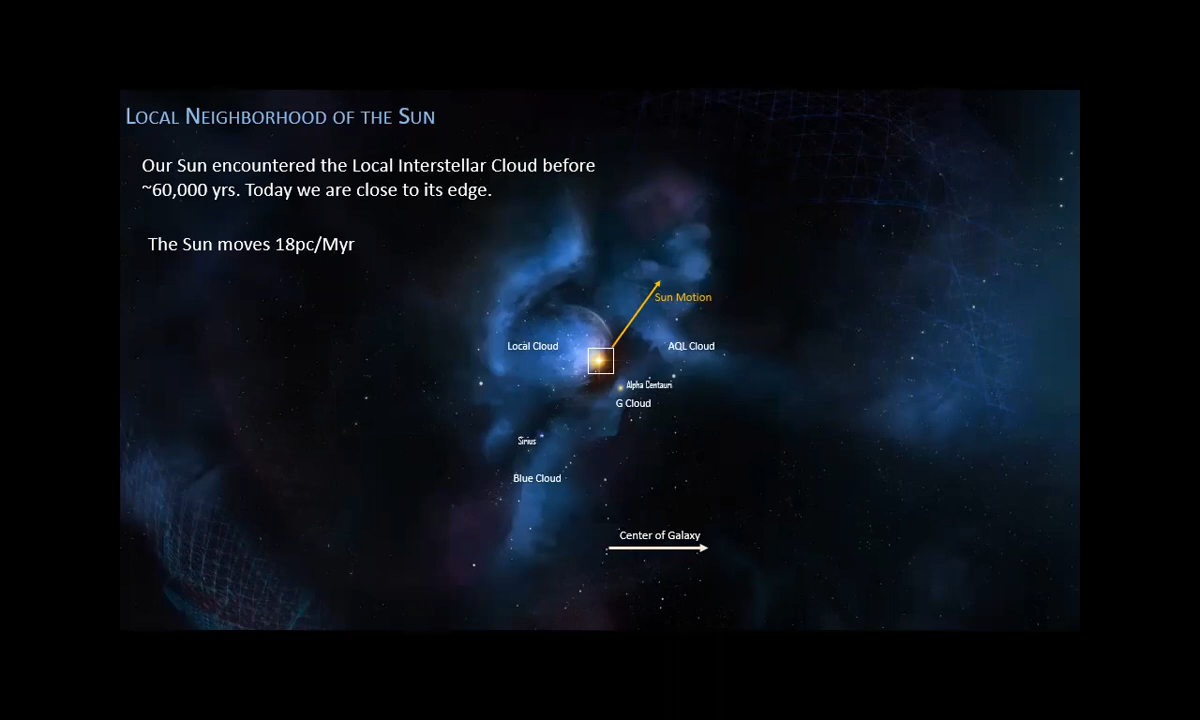 LOCAL NEIGHBORHOOD OF THE SUN
Our Sun encountered the Local Interstellar Cloud before
~60,000 yrs. Today we are close to its edge.
The Sun moves 18pc/Myr
Sun Motion
Local Cloud
AQL Cloud
Alpha Centauri
G Cloud
Sirius
Blue Cloud
Center of Galaxy